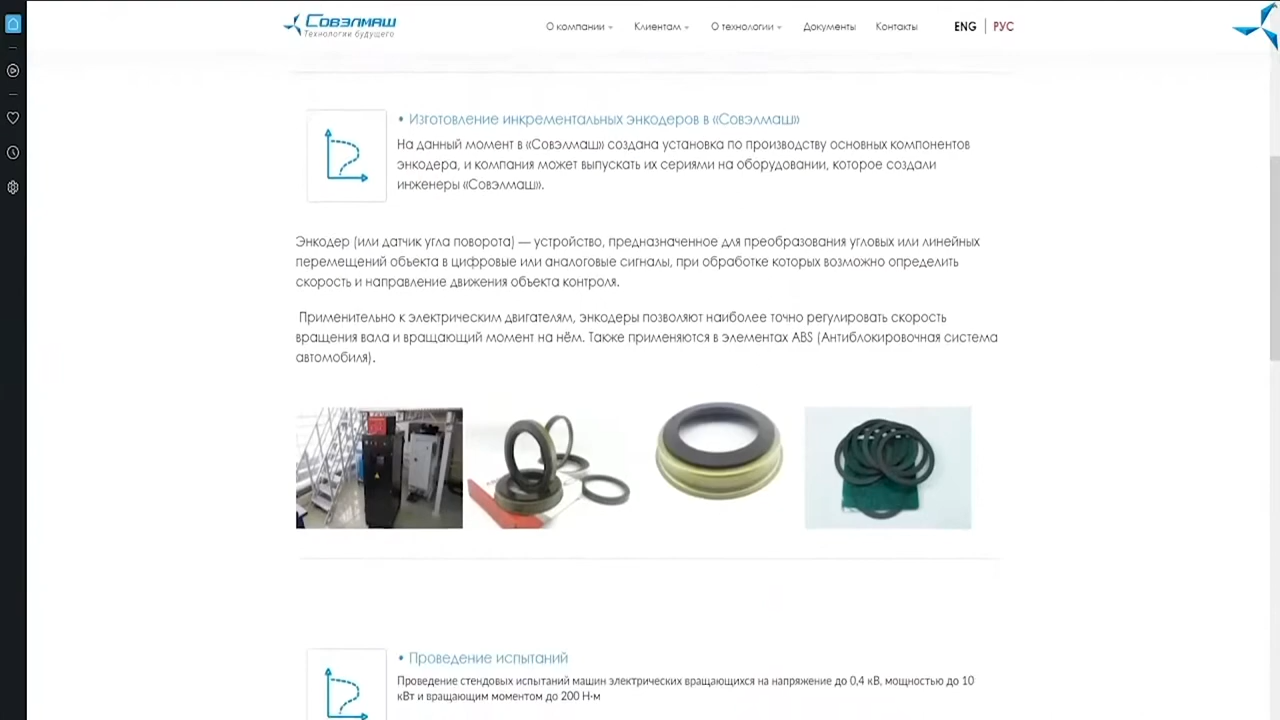 Совэлмаш
Технологии будущего
О компании
Клиентам
О технологии
Документы
Контакты
ENG | РУС
• Изготовление инкрементальных энкодеров в «Совэлмаш»
На данный момент в «Совэлмаш» создана установка по производству основных компонентов
энкодера, и компания может выпускать их сериями на оборудовании, которое создали
инженеры «Совэлмаш».
Энкодер (или датчик угла поворота) — устройство, предназначенное для преобразования угловых или линейных
перемещений объекта в цифровые или аналоговые сигналы, при обработке которых возможно определить
скорость и направление движения объекта контроля.
Применительно к электрическим двигателям, энкодеры позволяют наиболее точно регулировать скорость
вращения вала и вращающий момент на нём. Также применяются в элементах ABS (Антиблокировочная система
автомобиля).
• Проведение испытаний
Проведение стендовых испытаний машин электрических вращающихся на напряжение до 0,4 кВ, мощностью до 10
кВт и вращающим моментом до 200 Н·м